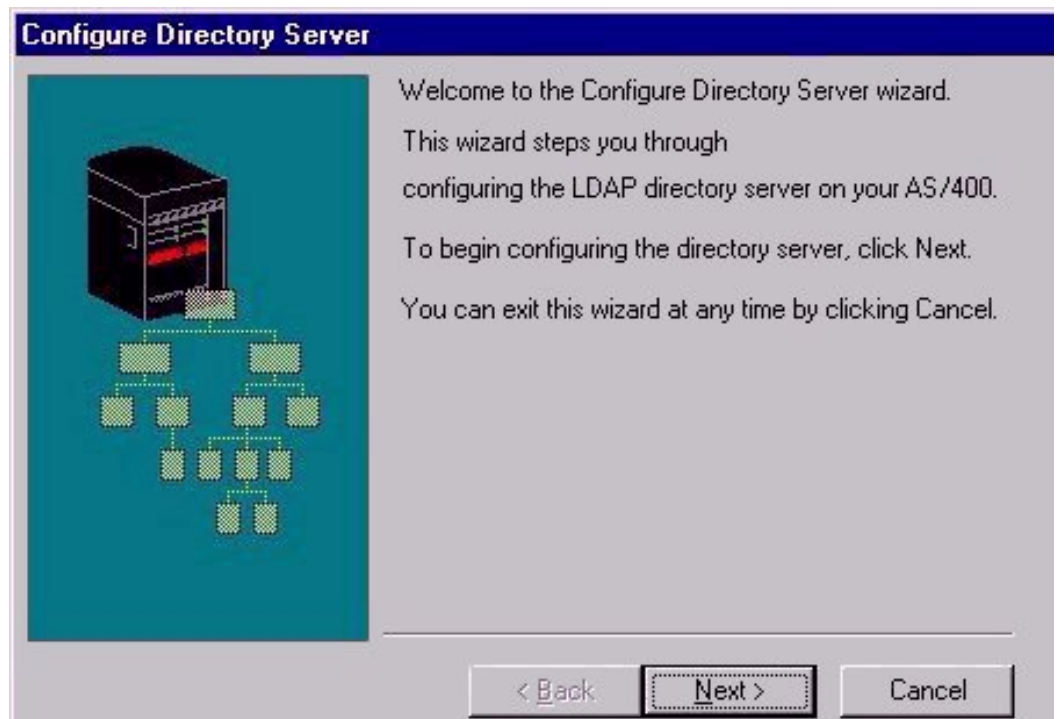 Configure Directory Server
Welcome to the Configure Directory Server wizard.
This wizard steps you through
configuring the LDAP directory server on your AS/400.
To begin configuring the directory server, click Next.
You can exit this wizard at any time by clicking Cancel.
< Back
Next >
Cancel